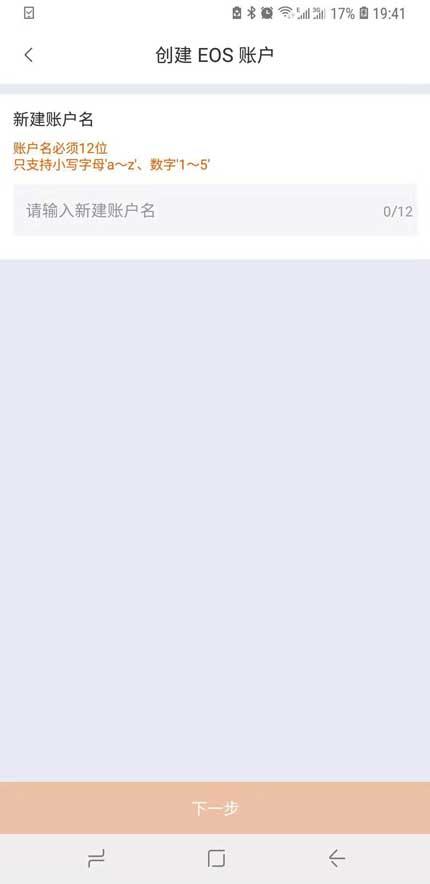 17% 19:41
创建 EOS 账户
新建账户名
账户名必须12位
只支持小写字母'a～z'、数字'1～5'
请输入新建账户名 0/12
下一步